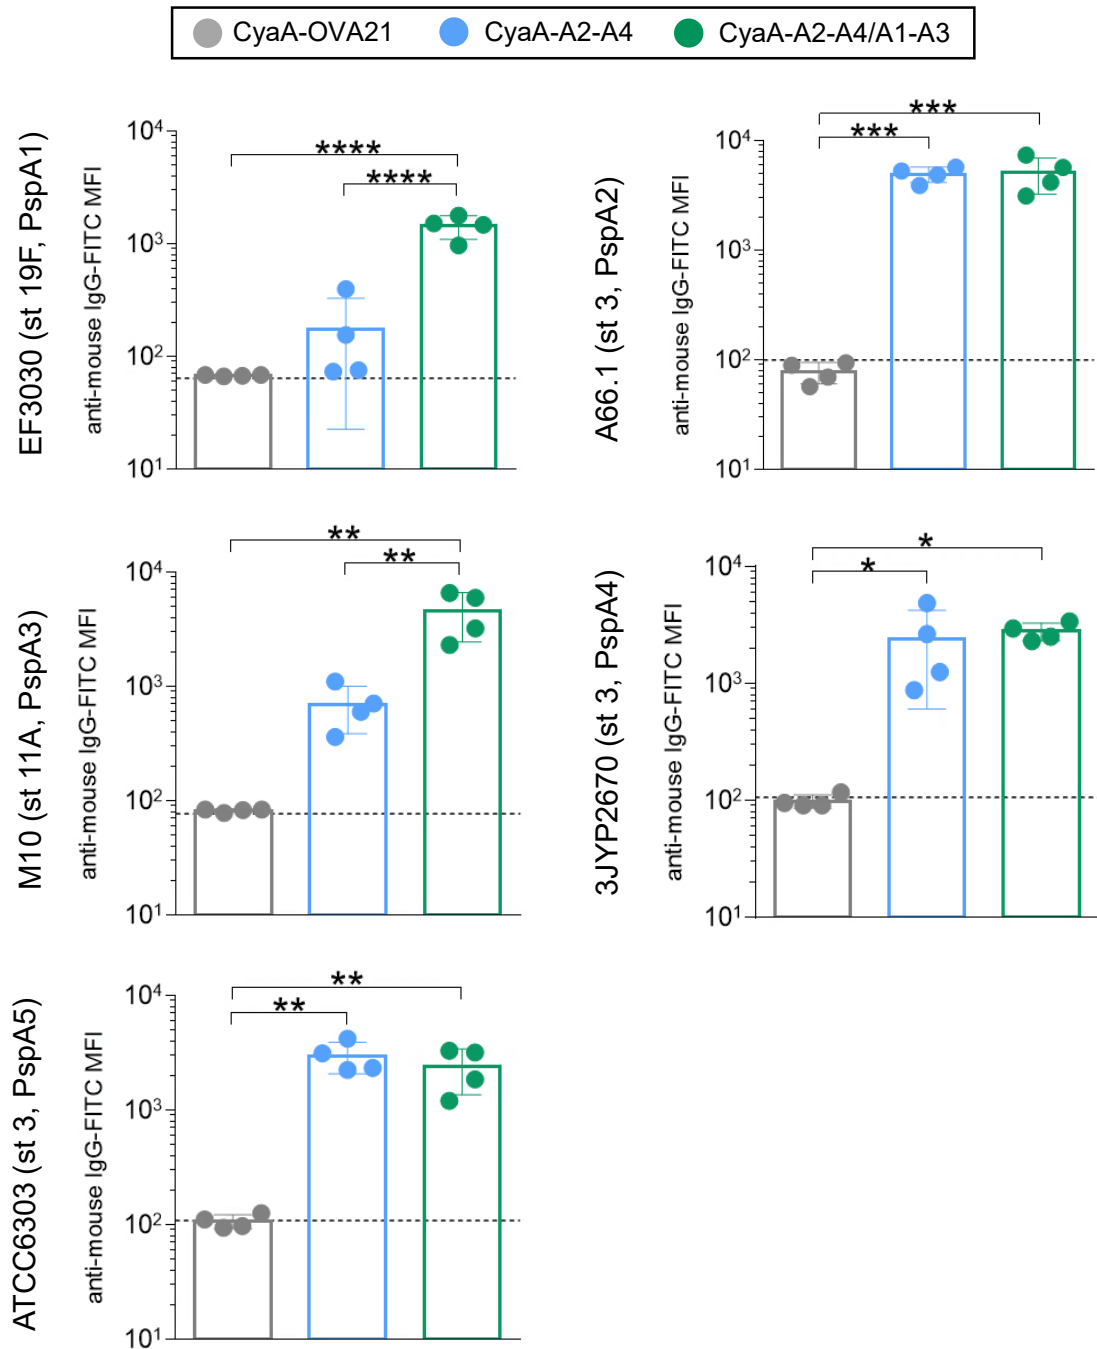 CyaA-OVA21 CyaA-A2-A4 CyaA-A2-A4/A1-A3
EF3030 (st 19F, PspA1)
anti-mouse IgG-FITC MFI
10⁴
10³
10²
10¹
****
****
A66.1 (st 3, PspA2)
anti-mouse IgG-FITC MFI
10⁴
10³
10²
10¹
***
***
M10 (st 11A, PspA3)
anti-mouse IgG-FITC MFI
10⁴
10³
10²
10¹
**
**
3JYP2670 (st 3, PspA4)
anti-mouse IgG-FITC MFI
10⁴
10³
10²
10¹
*
*
ATCC6303 (st 3, PspA5)
anti-mouse IgG-FITC MFI
10⁴
10³
10²
10¹
**
**